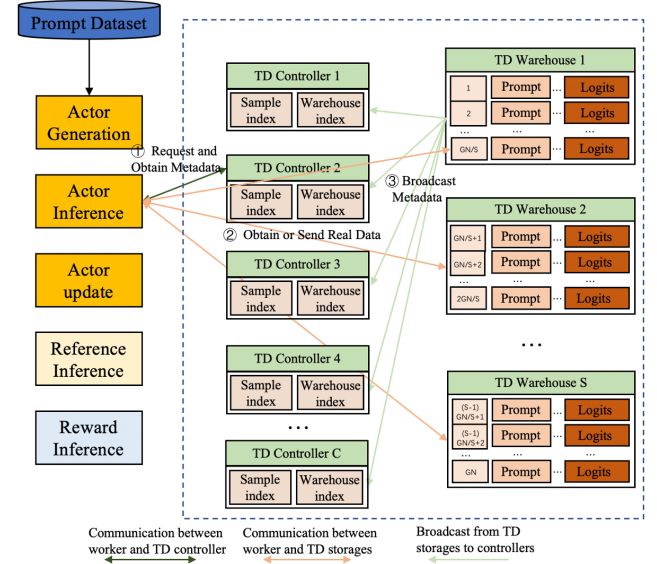 Prompt Dataset
Actor
Generation
Actor
Inference
Actor
update
Reference
Inference
Reward
Inference
① Request and
Obtain Metadata
② Obtain or Send Real Data
③ Broadcast
Metadata
TD Controller 1
Sample
index
Warehouse
index
TD Controller 2
Sample
index
Warehouse
index
TD Controller 3
Sample
index
Warehouse
index
TD Controller 4
Sample
index
Warehouse
index
...
TD Controller C
Sample
index
Warehouse
index
TD Warehouse 1
1 Prompt ... Logits
2 Prompt ... Logits
... ... ...
GN/S Prompt ... Logits
TD Warehouse 2
GN/S+1 Prompt ... Logits
GN/S+2 Prompt ... Logits
... ... ...
2GN/S Prompt ... Logits
...
TD Warehouse S
(S-1)
GN/S+1 Prompt ... Logits
(S-1)
GN/S+2 Prompt ... Logits
... ... ...
GN Prompt ... Logits
Communication between
worker and TD controller
Communication between
worker and TD storages
Broadcast from TD
storages to controllers